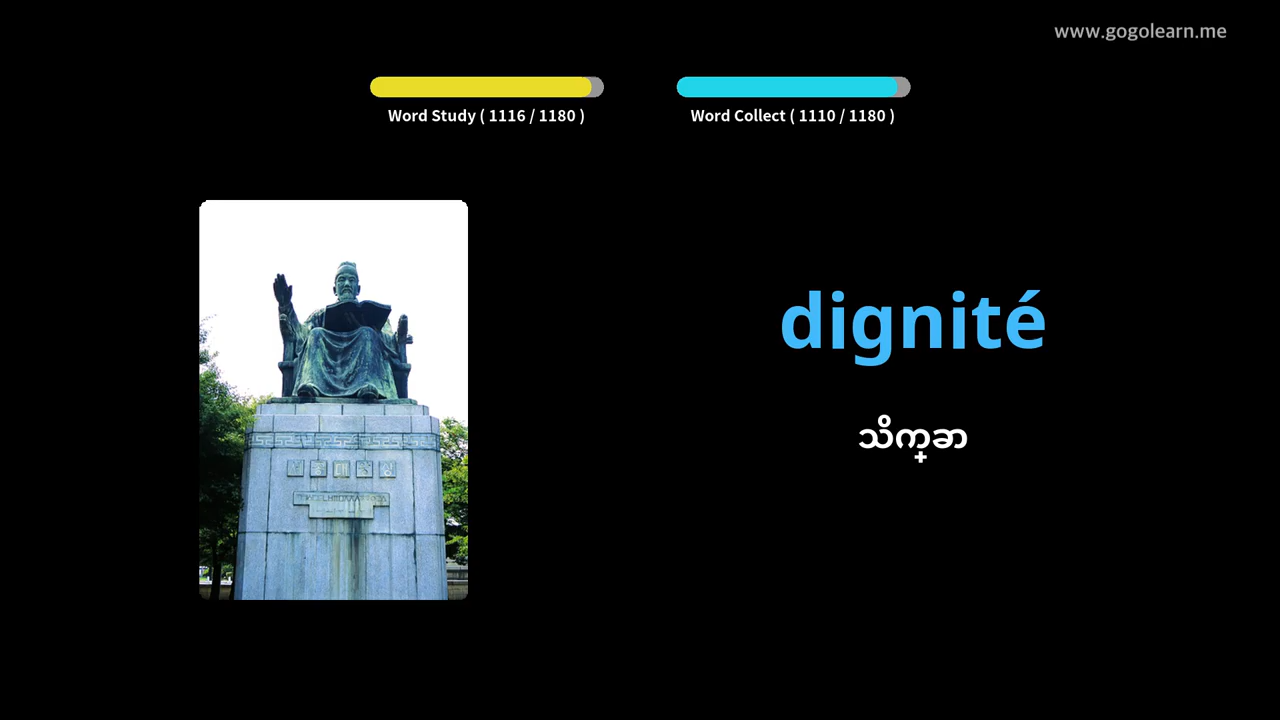 www.gogolearn.me
Word Study ( 1116 / 1180 )
Word Collect ( 1110 / 1180 )
dignité
သိက္ခာ